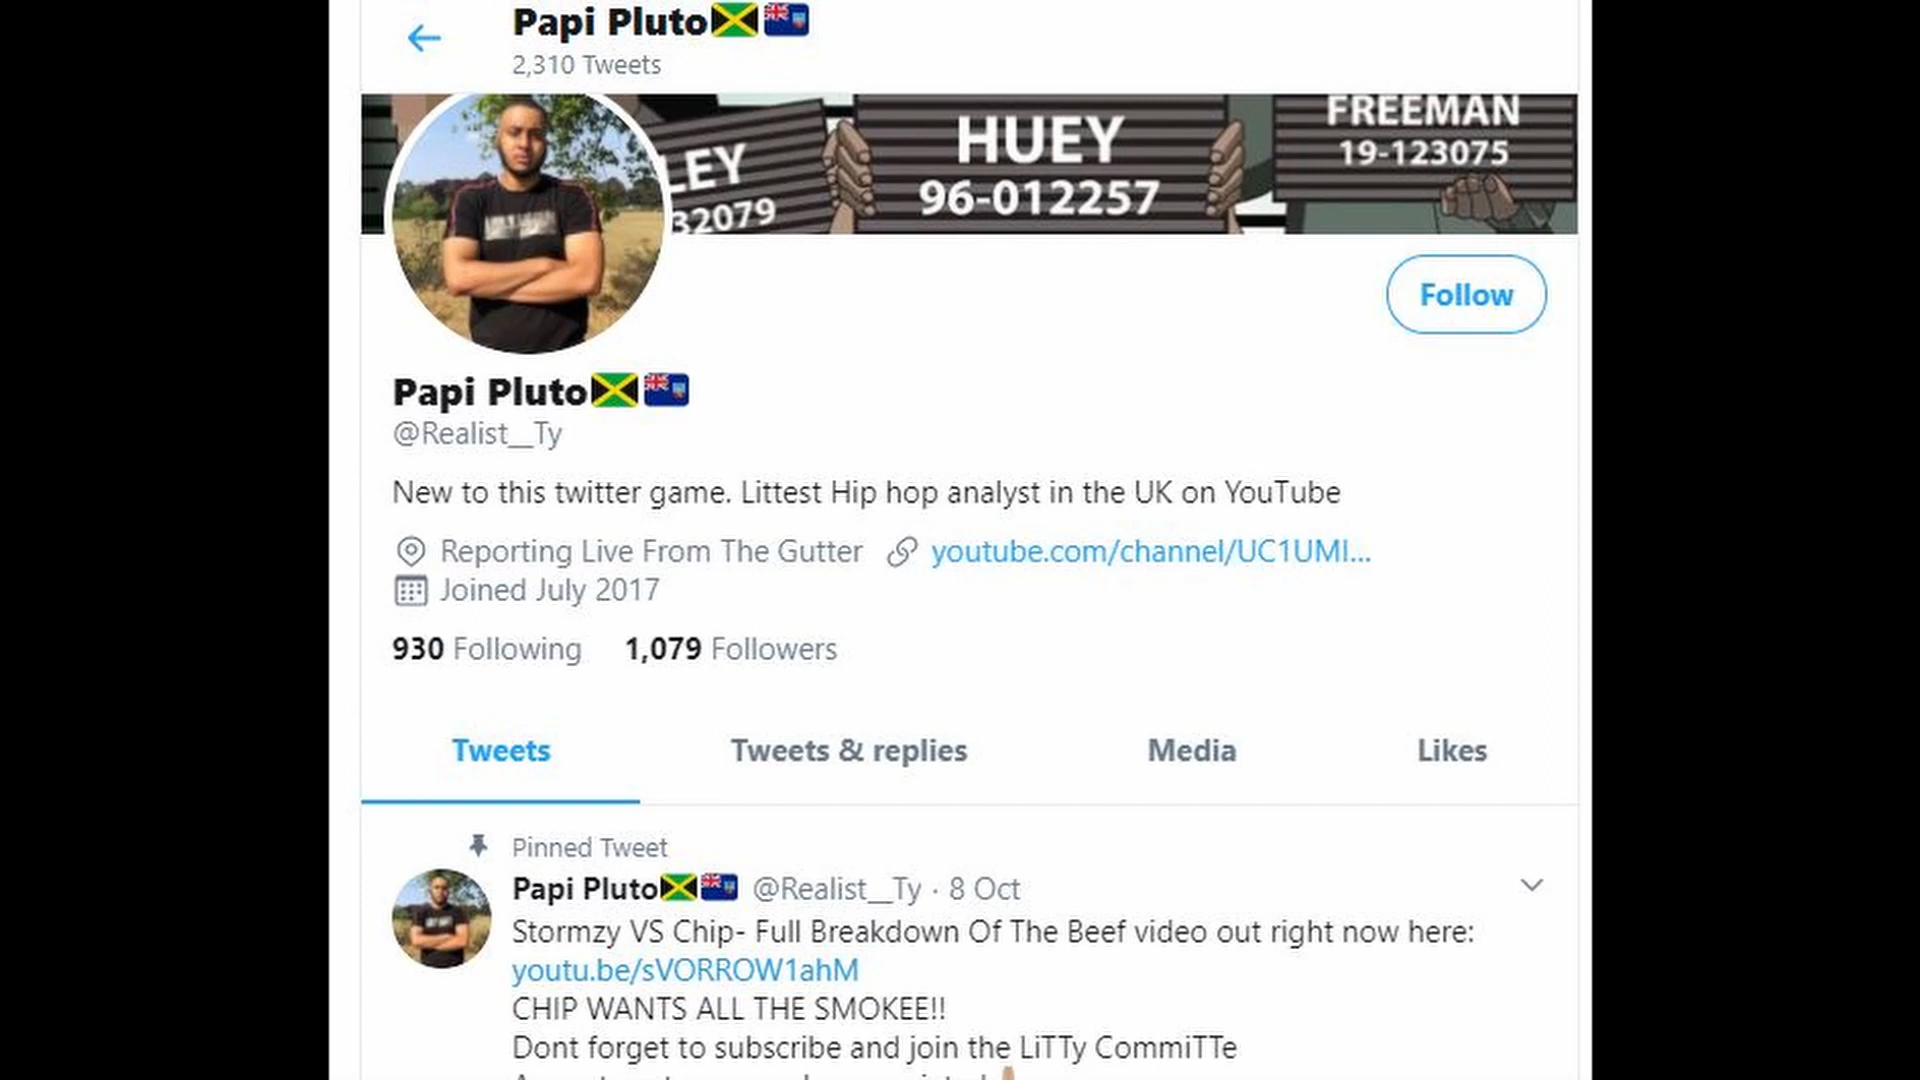 Papi Pluto🇯🇲🇲🇸
2,310 Tweets
LEY
32079
HUEY
96-012257
FREEMAN
19-123075
Follow
Papi Pluto🇯🇲🇲🇸
@Realist__Ty
New to this twitter game. Littest Hip hop analyst in the UK on YouTube
Reporting Live From The Gutter youtube.com/channel/UC1UMI...
Joined July 2017
930 Following 1,079 Followers
Tweets Tweets & replies Media Likes
Pinned Tweet
Papi Pluto🇯🇲🇲🇸 @Realist__Ty · 8 Oct
Stormzy VS Chip- Full Breakdown Of The Beef video out right now here:
youtu.be/sVORROW1ahM
CHIP WANTS ALL THE SMOKEE!!
Dont forget to subscribe and join the LiTTy CommiTTe